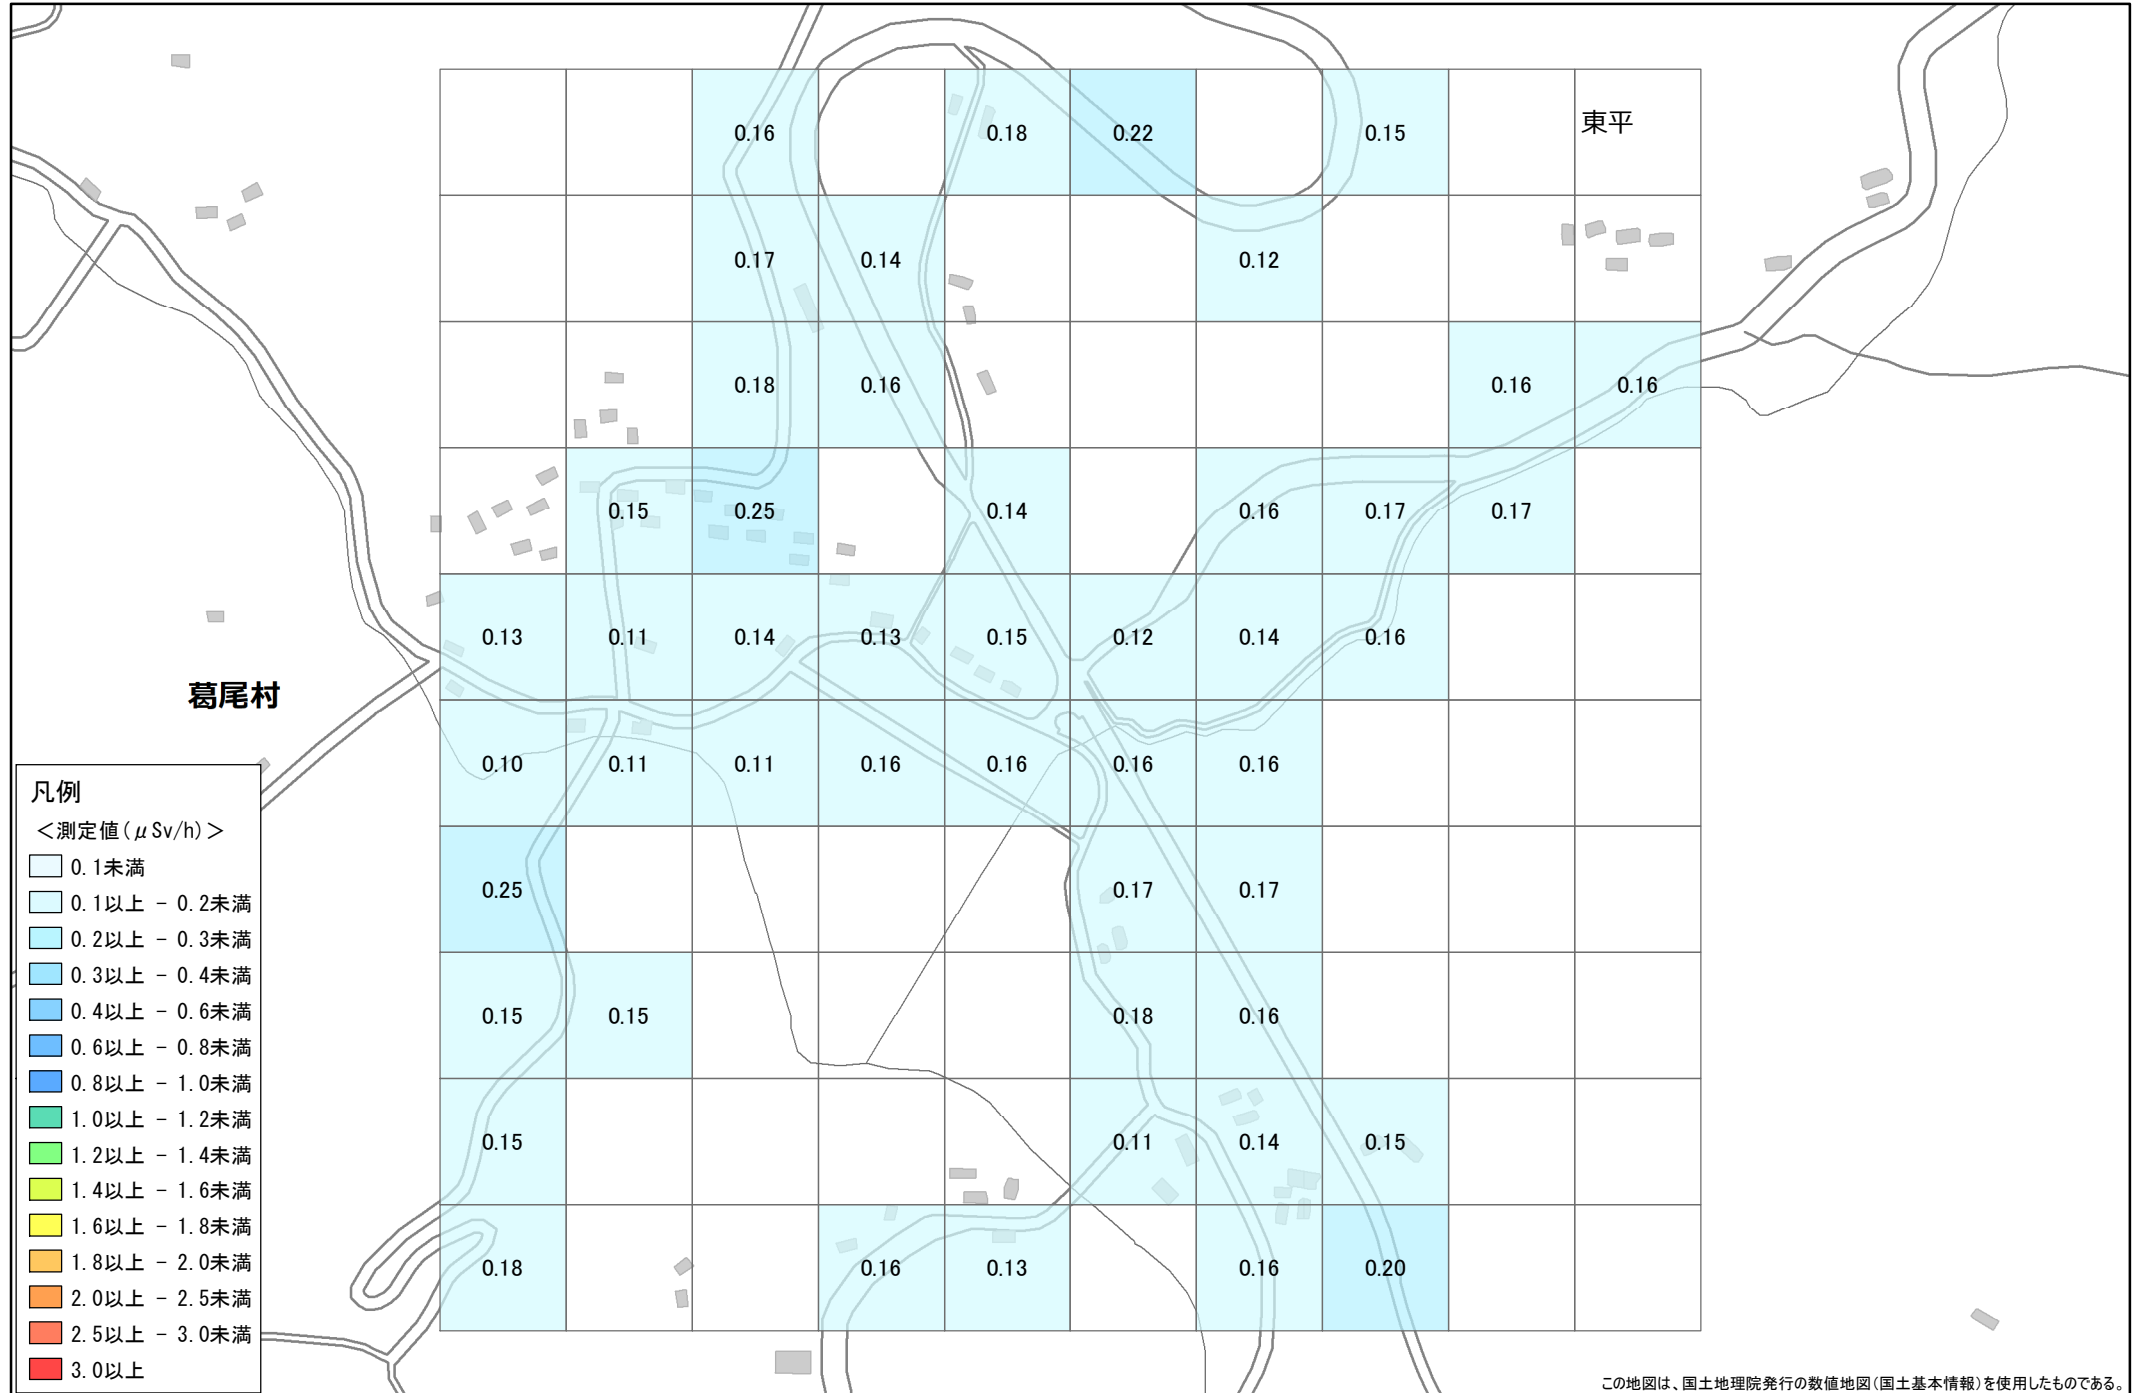 0.16 0.18 0.22 0.15 東平
0.17 0.14 0.12
0.18 0.16 0.16 0.16
0.15 0.25 0.14 0.16 0.17 0.17
0.13 0.11 0.14 0.13 0.15 0.12 0.14 0.16
葛尾村
0.10 0.11 0.11 0.16 0.16 0.16 0.16
0.25 0.17 0.17
0.15 0.15 0.18 0.16
0.15 0.11 0.14 0.15
0.18 0.16 0.13 0.16 0.20
凡例
＜測定値(μSv/h)＞
0.1未満
0.1以上 - 0.2未満
0.2以上 - 0.3未満
0.3以上 - 0.4未満
0.4以上 - 0.6未満
0.6以上 - 0.8未満
0.8以上 - 1.0未満
1.0以上 - 1.2未満
1.2以上 - 1.4未満
1.4以上 - 1.6未満
1.6以上 - 1.8未満
1.8以上 - 2.0未満
2.0以上 - 2.5未満
2.5以上 - 3.0未満
3.0以上
この地図は、国土地理院発行の数値地図(国土基本情報)を使用したものである。